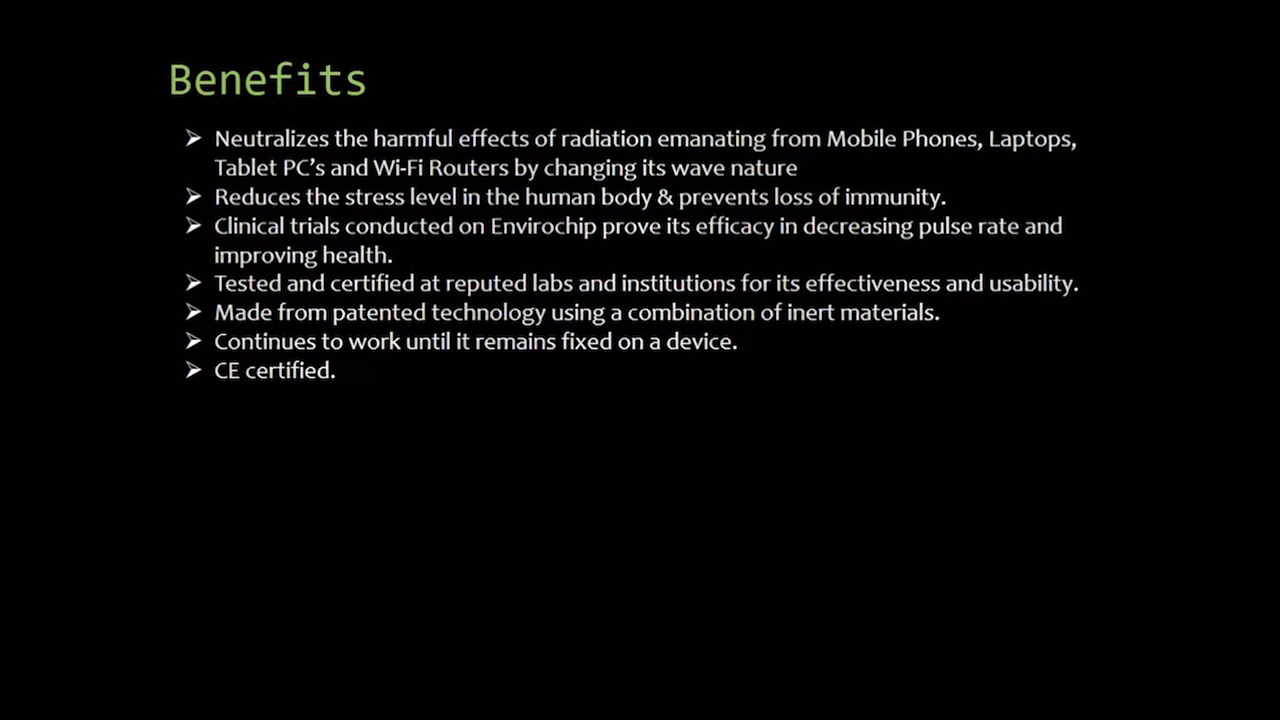 Benefits
➢ Neutralizes the harmful effects of radiation emanating from Mobile Phones, Laptops,
Tablet PC’s and Wi-Fi Routers by changing its wave nature
➢ Reduces the stress level in the human body & prevents loss of immunity.
➢ Clinical trials conducted on Envirochip prove its efficacy in decreasing pulse rate and
improving health.
➢ Tested and certified at reputed labs and institutions for its effectiveness and usability.
➢ Made from patented technology using a combination of inert materials.
➢ Continues to work until it remains fixed on a device.
➢ CE certified.